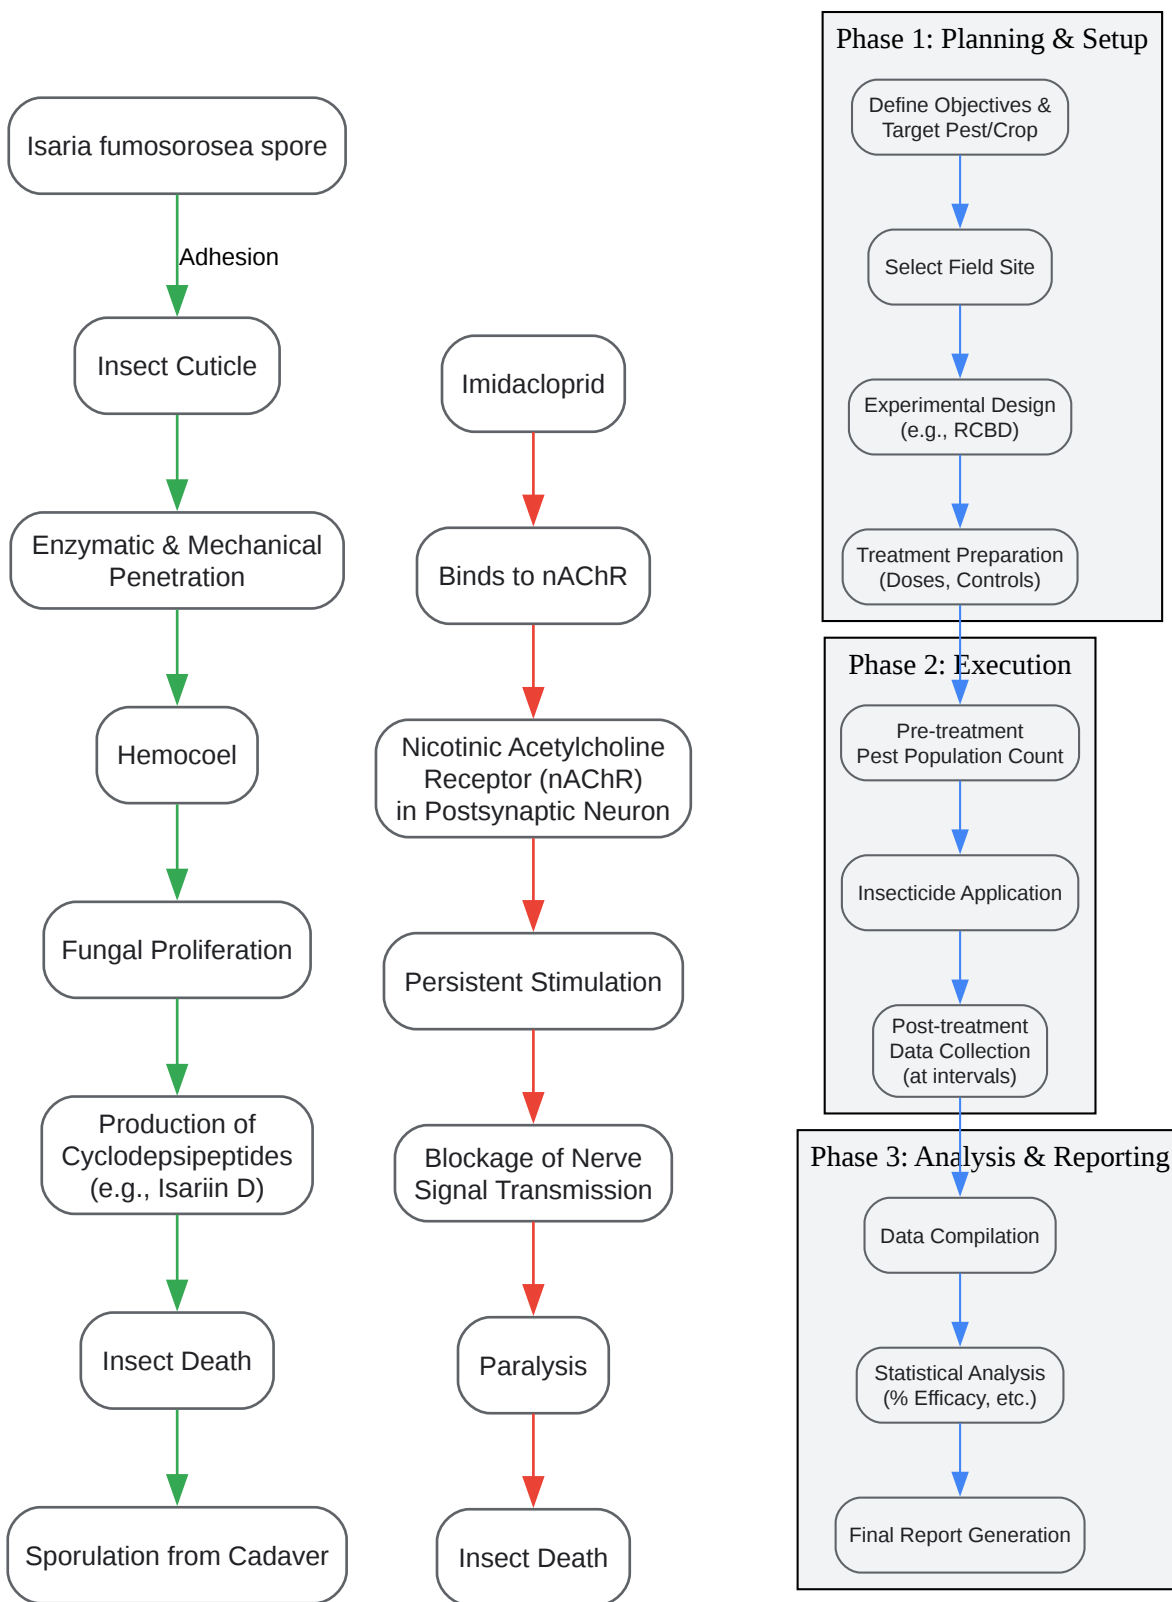 Isaria fumosorosea spore
Adhesion
Insect Cuticle
Enzymatic & Mechanical
Penetration
Hemocoel
Fungal Proliferation
Production of
Cyclodepsipeptides
(e.g., Isariin D)
Insect Death
Sporulation from Cadaver
Imidacloprid
Binds to nAChR
Nicotinic Acetylcholine
Receptor (nAChR)
in Postsynaptic Neuron
Persistent Stimulation
Blockage of Nerve
Signal Transmission
Paralysis
Insect Death
Phase 1: Planning & Setup
Define Objectives &
Target Pest/Crop
Select Field Site
Experimental Design
(e.g., RCBD)
Treatment Preparation
(Doses, Controls)
Phase 2: Execution
Pre-treatment
Pest Population Count
Insecticide Application
Post-treatment
Data Collection
(at intervals)
Phase 3: Analysis & Reporting
Data Compilation
Statistical Analysis
(% Efficacy, etc.)
Final Report Generation